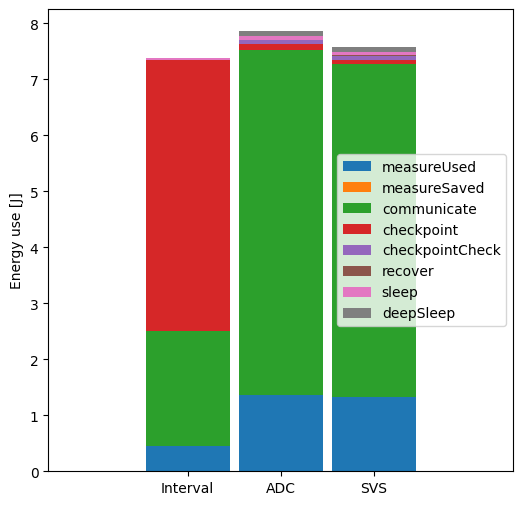 Energy use [J]
8
7
6
5
4
3
2
1
0
measureUsed
measureSaved
communicate
checkpoint
checkpointCheck
recover
sleep
deepSleep
Interval
ADC
SVS